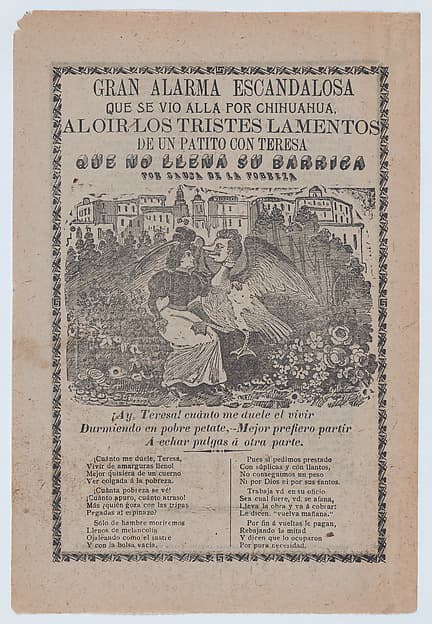 GRAN ALARMA ESCANDALOSA
QUE SE VIO ALLA POR CHIHUAHUA,
AL OIR LOS TRISTES LAMENTOS
DE UN PATITO CON TERESA
QUE NO LLENA SU BARRICA
POR CAUSA DE LA POBREZA
¡Ay, Teresa! cuánto me duele el vivir
Durmiendo en pobre petate,--Mejor prefiero partir
A echar pulgas á otra parte.
¡Cuánto me duele, Teresa,
Vivir de amarguras lleno!
Mejor quisiera de un cuerno
Ver colgada á la pobreza.
¡Cuánta pobreza se vé!
¡Cuánto apuro, cuánto atraso!
Más ¿quién goza con las tripas
Pegadas al espinazo?
Sólo de hambre moriremos
Llenos de melancolía
Ojaleando como el sastre
Y con la bolsa vacía.
Pues si pedimos prestado
Con súplicas y con llantos,
No conseguimos un peso
Ni por Dios ni por sus santos.
Trabaja vd en su oficio
Sea cual fuere, vd. se afana,
Lleva la obra y va á cobrar:
Le dicen. "vuelva mañana."
Por fin á vueltas le pagan,
Rebajando la mitad
Y dicen que lo ocuparon
Por pura necesidad.